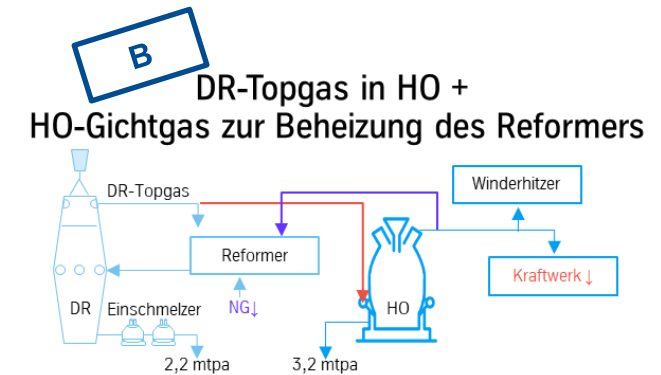 B
DR-Topgas in HO +
HO-Gichtgas zur Beheizung des Reformers
Winderhitzer
DR-Topgas
Reformer
Kraftwerk ↓
DR
Einschmelzer
NG↓
HO
2,2 mtpa
3,2 mtpa